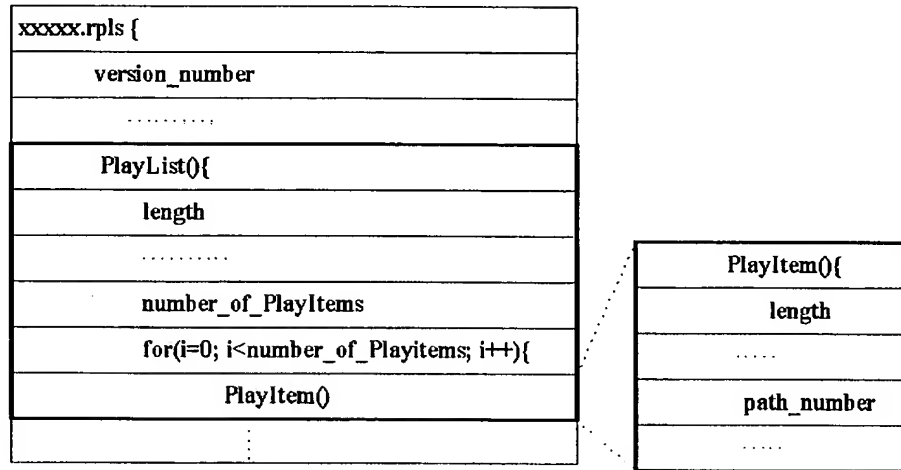 xxxxx.rpls {
version_number
..........
PlayList(){
length
..........
number_of_PlayItems
for(i=0; i<number_of_Playitems; i++){
PlayItem()
PlayItem(){
length
.....
path_number
.....